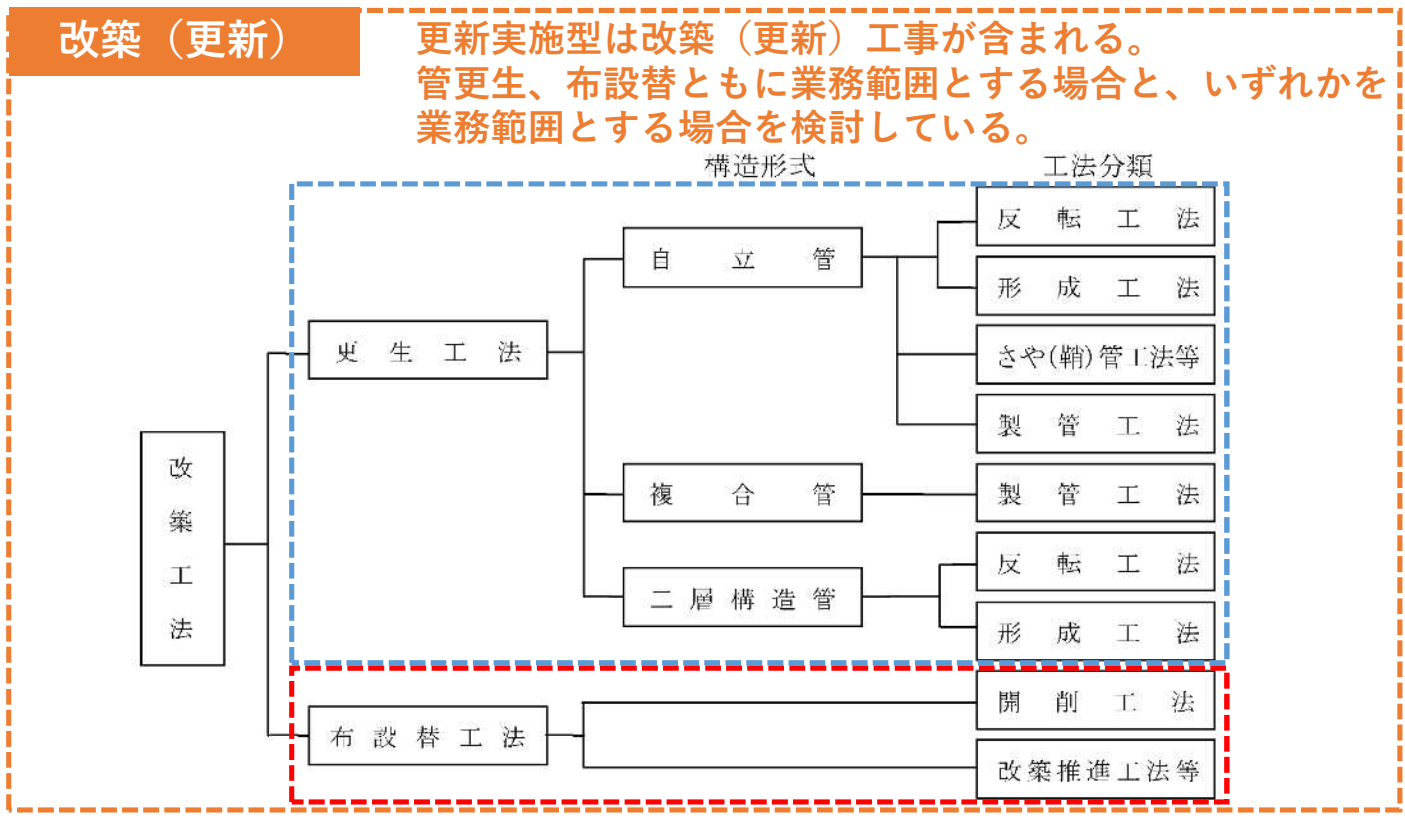 改築（更新）
更新実施型は改築（更新）工事が含まれる。
管更生、布設替ともに業務範囲とする場合と、いずれかを
業務範囲とする場合を検討している。
構造形式
工法分類
改築工法
更生工法
自立管
反転工法
形成工法
さや(鞘)管工法等
製管工法
複合管
製管工法
二層構造管
反転工法
形成工法
布設替工法
開削工法
改築推進工法等